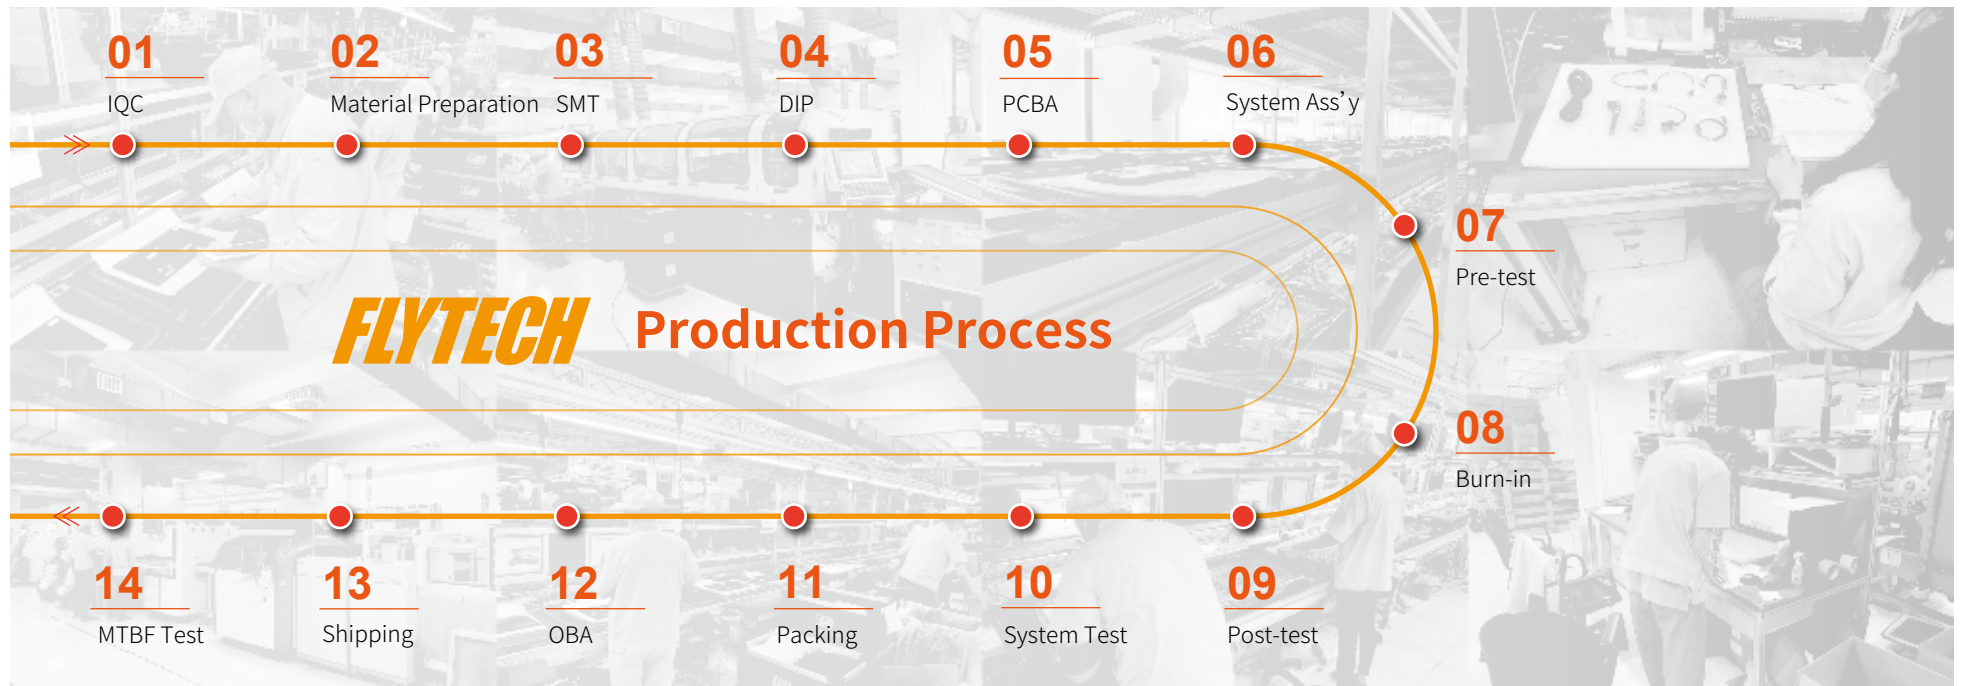 01
IQC
02
Material Preparation
03
SMT
04
DIP
05
PCBA
06
System Ass’y
07
Pre-test
08
Burn-in
FLYTECH Production Process
14
MTBF Test
13
Shipping
12
OBA
11
Packing
10
System Test
09
Post-test